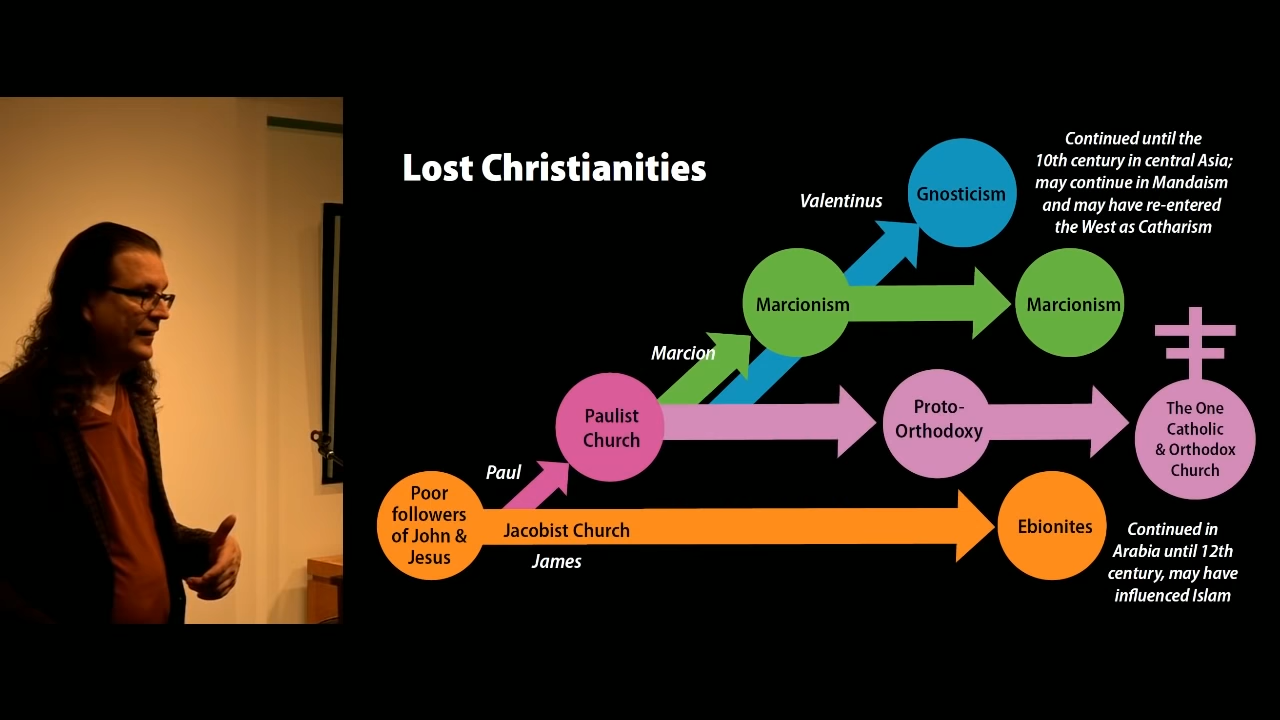 Lost Christianities
Continued until the
10th century in central Asia;
may continue in Mandaism
and may have re-entered
the West as Catharism
Valentinus
Gnosticism
Marcionism
Marcionism
Marcion
Paulist
Church
Proto-
Orthodoxy
The One
Catholic
& Orthodox
Church
Paul
Poor
followers
of John &
Jesus
Jacobist Church
James
Ebionites
Continued in
Arabia until 12th
century, may have
influenced Islam